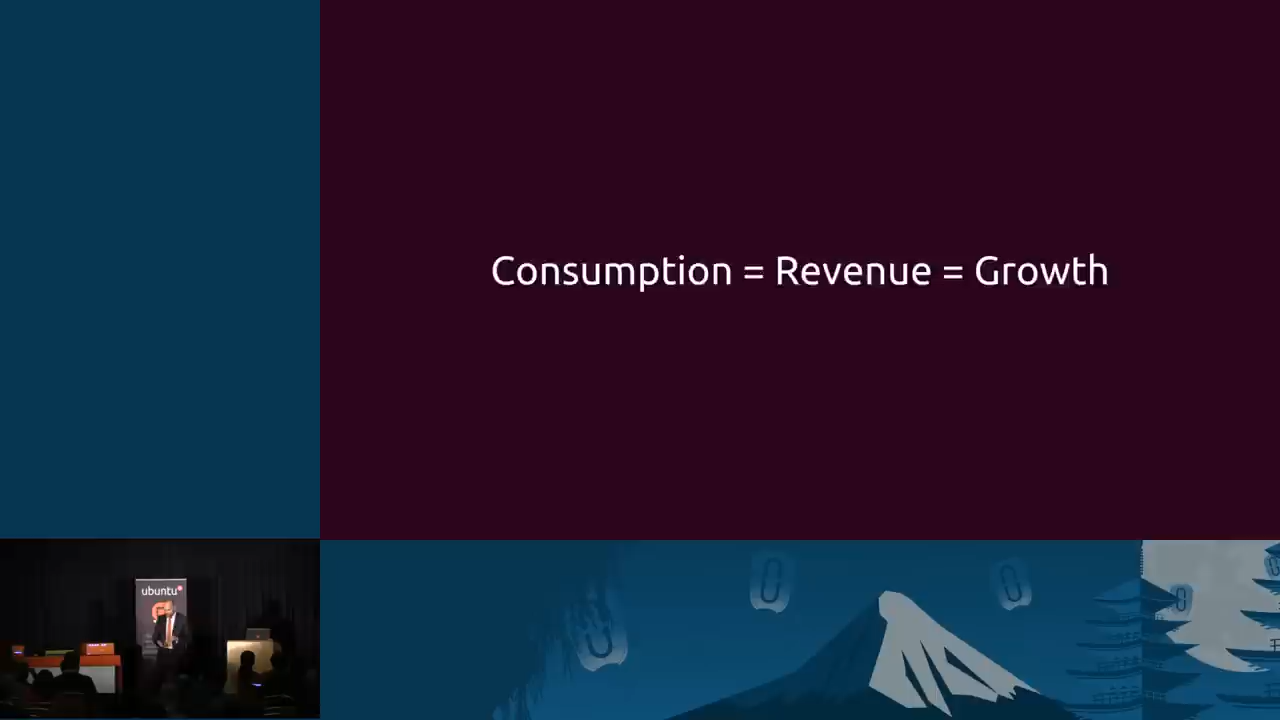 Consumption = Revenue = Growth
ubuntu